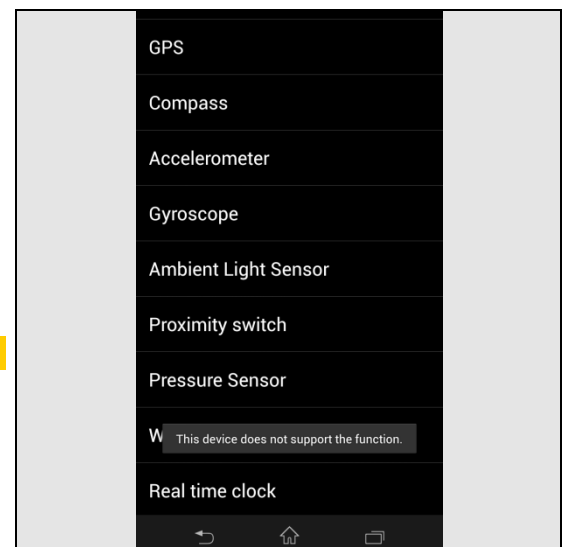 GPS
Compass
Accelerometer
Gyroscope
Ambient Light Sensor
Proximity switch
Pressure Sensor
W
This device does not support the function.
Real time clock